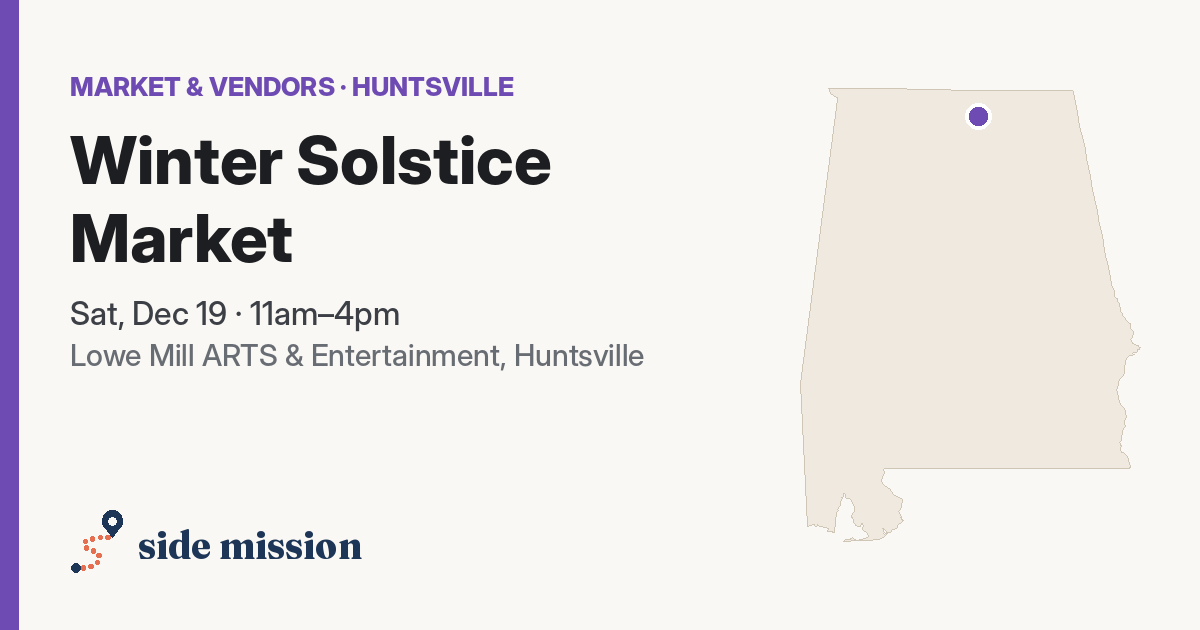 MARKET & VENDORS · HUNTSVILLE
Winter Solstice
Market
Sat, Dec 19 · 11am–4pm
Lowe Mill ARTS & Entertainment, Huntsville
side mission